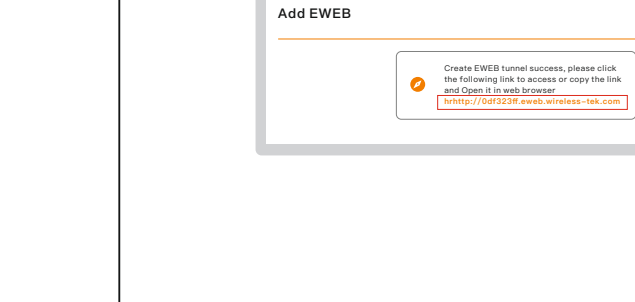 Add EWEB
Create EWEB tunnel success, please click
the following link to access or copy the link
and Open it in web browser
hrhttp://0df323ff.eweb.wireless-tek.com